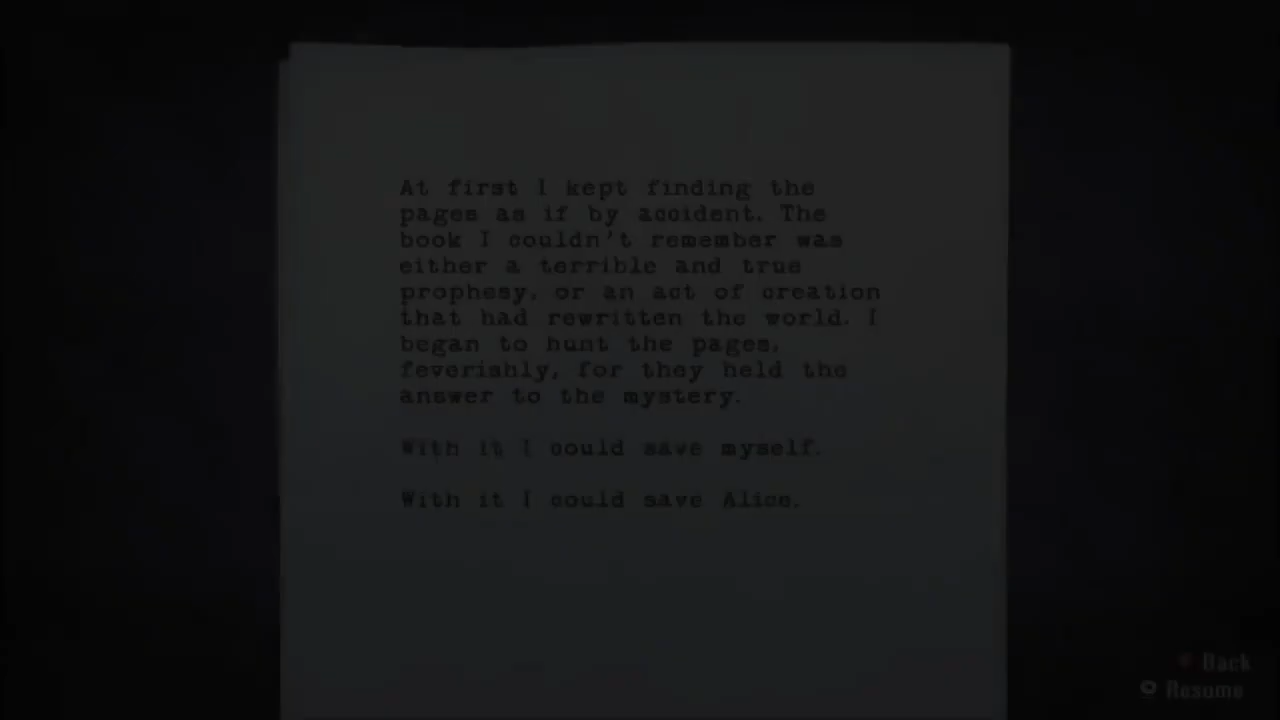 At first I kept finding the
pages as if by accident. The
book I couldn't remember was
either a terrible and true
prophesy, or an act of creation
that had rewritten the world. I
began to hunt the pages,
feverishly, for they held the
answer to the mystery.
With it I could save myself.
With it I could save Alice.
Back
Resume